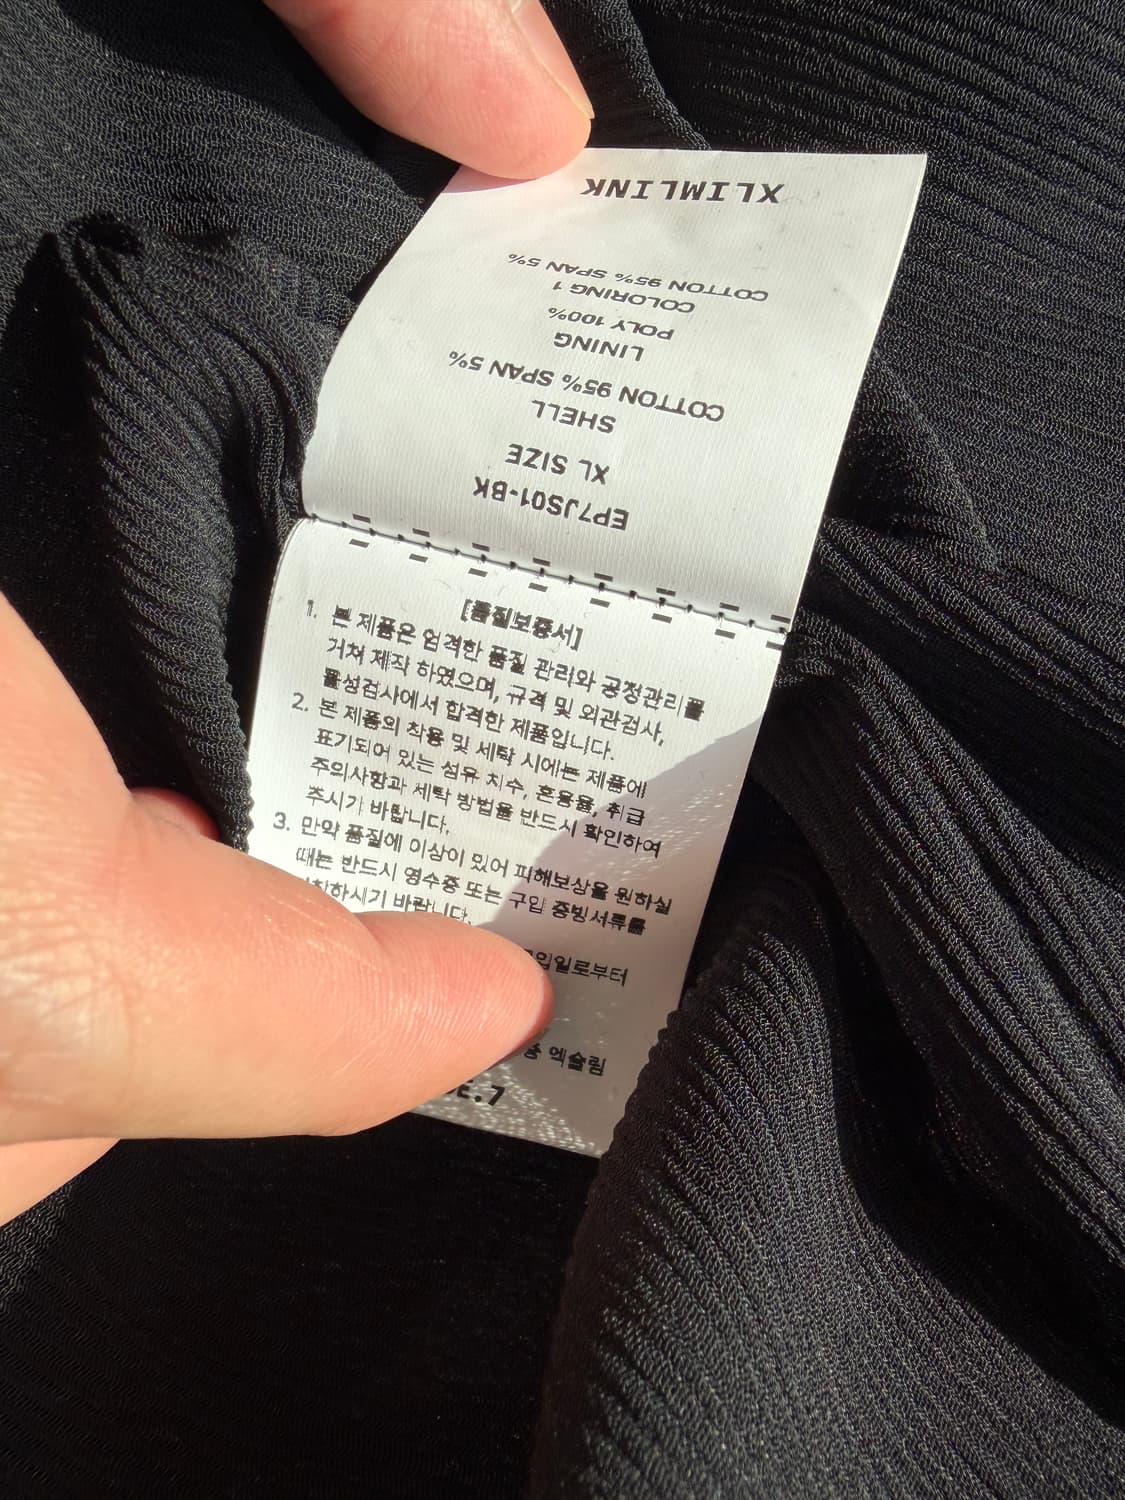 XLIMLINK
COTTON 95% SPAN 5%
COLORING 1
POLY 100%
LINING
COTTON 95% SPAN 5%
SHELL
XL SIZE
EP7JS01-BK
[품질보증서]
1. 본 제품은 엄격한 품질 관리와 공정관리를
거쳐 제작 하였으며, 규격 및 외관검사,
물성검사에서 합격한 제품입니다.
2. 본 제품의 착용 및 세탁 시에는 제품에
표기되어 있는 섬유 치수, 혼용율, 취급
주의사항과 세탁 방법을 반드시 확인하여
주시기 바랍니다.
3. 만약 품질에 이상이 있어 피해보상을 원하실
때는 반드시 영수증 또는 구입 증빙서류를
바랍니다.
구입일로부터
엑슬림